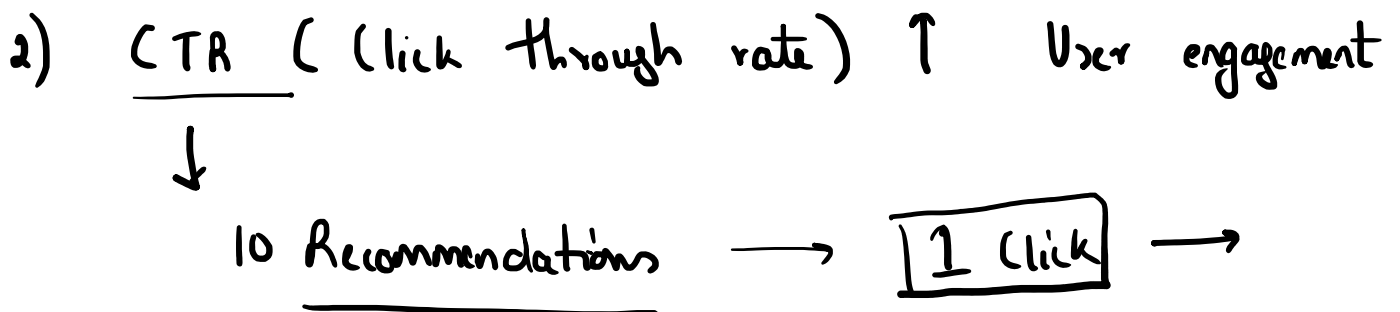 2) CTR (Click through rate) ↑ User engagement
↓
10 Recommendations → 1 Click →